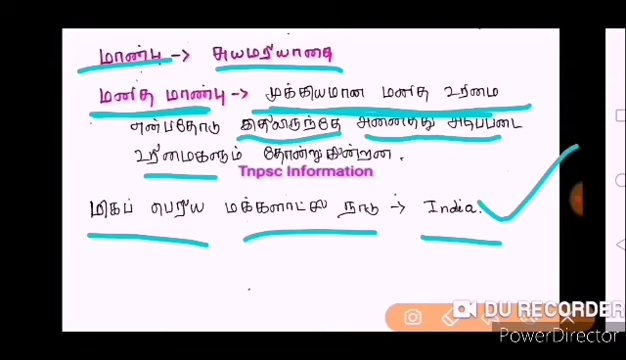 மாண்பு -> சுயமரியாதை
மனித மாண்பு -> முக்கியமான மனித உரிமை
என்பதோடு இதிலிருந்தே அனைத்து அடிப்படை
உரிமைகளும் தோன்றுகின்றன.
Tnpsc Information
மிகப் பெரிய மக்களாட்சி நாடு -> India.
DU RECORDER
PowerDirector